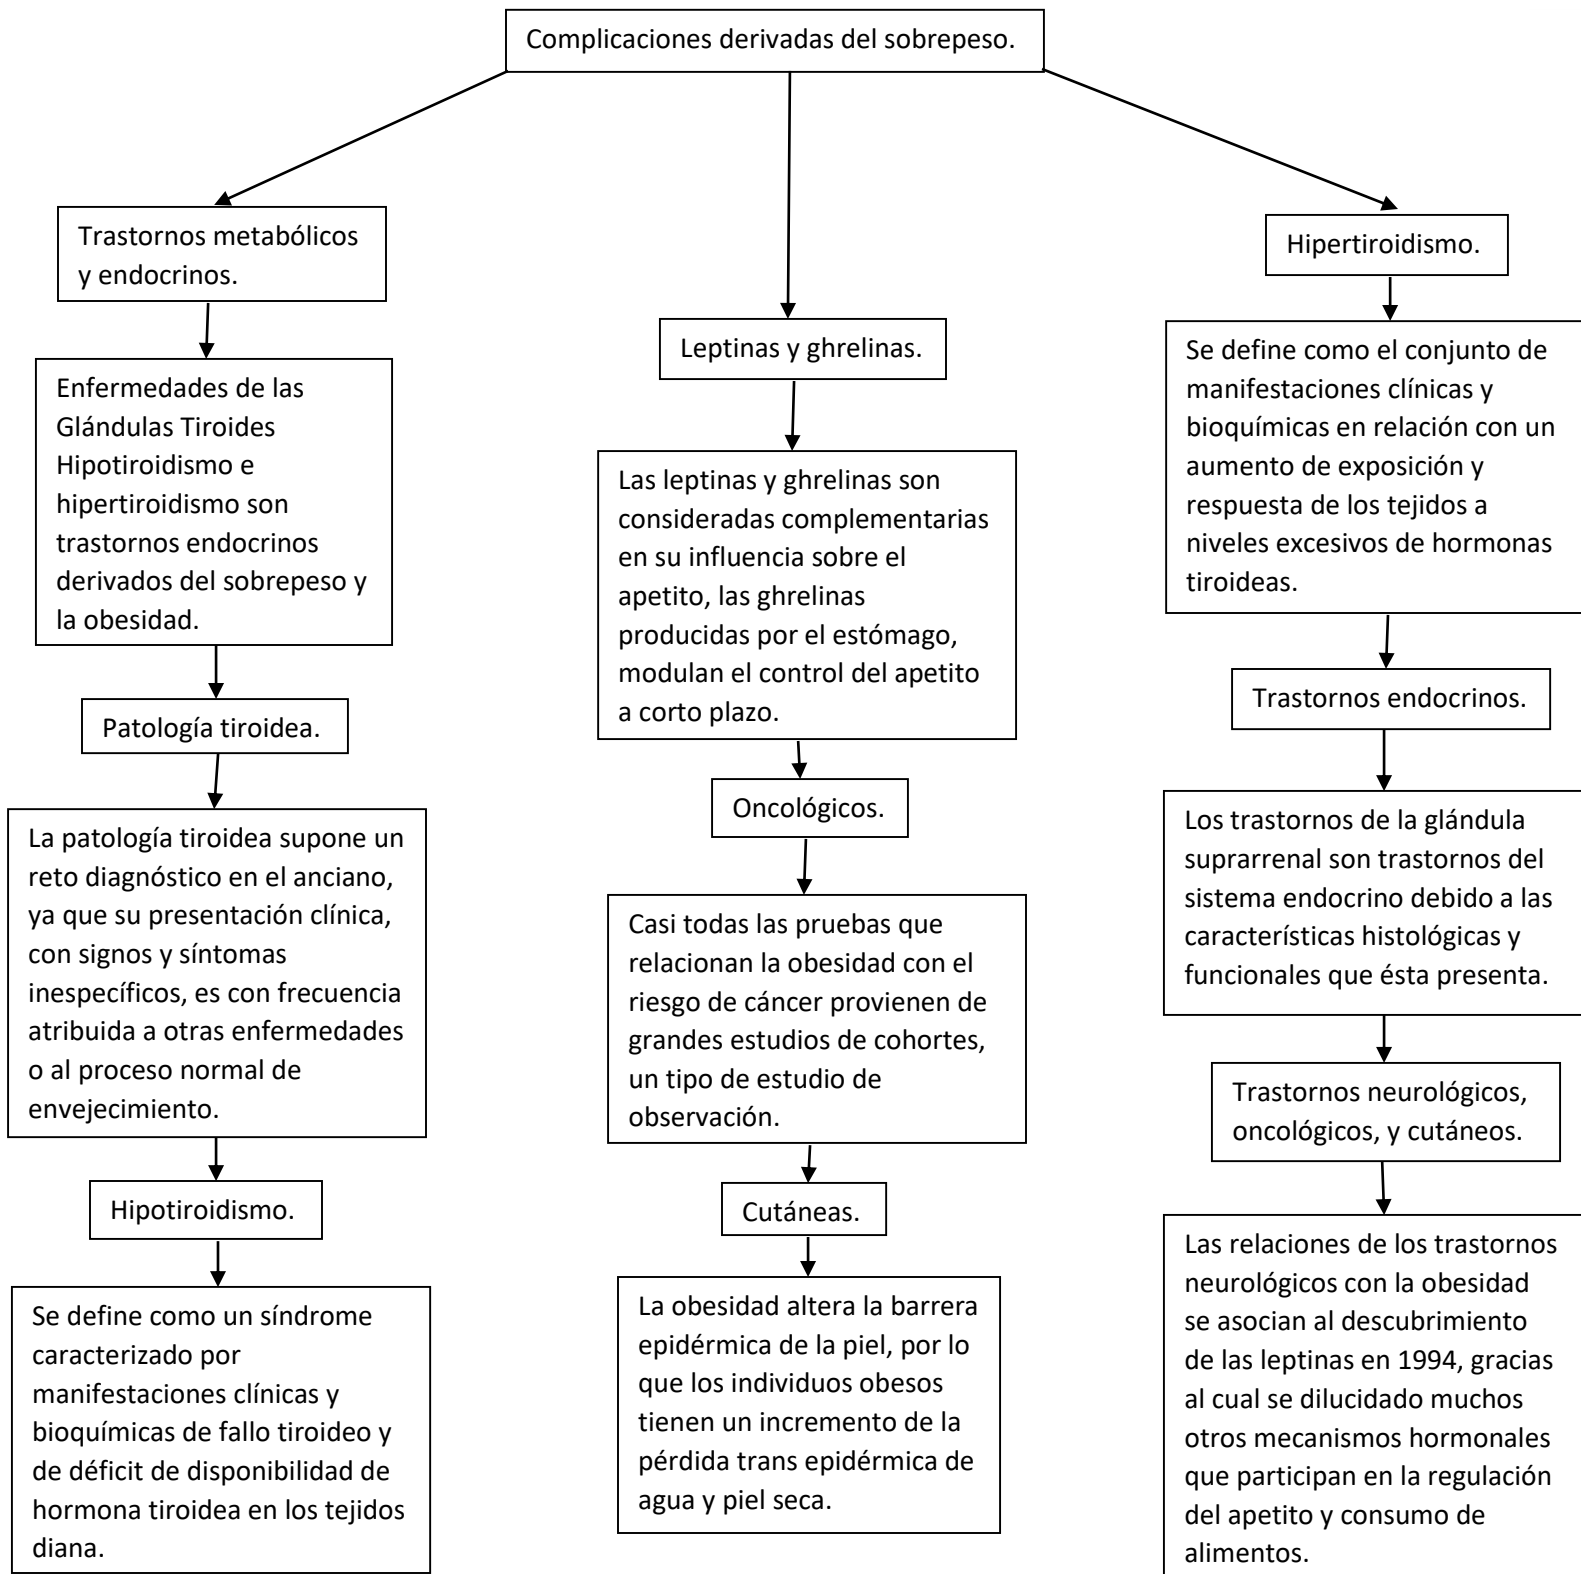 Complicaciones derivadas del sobrepeso.
Trastornos metabólicos
y endocrinos.
Enfermedades de las
Glándulas Tiroides
Hipotiroidismo e
hipertiroidismo son
trastornos endocrinos
derivados del sobrepeso y
la obesidad.
Patología tiroidea.
La patología tiroidea supone un
reto diagnóstico en el anciano,
ya que su presentación clínica,
con signos y síntomas
inespecíficos, es con frecuencia
atribuida a otras enfermedades
o al proceso normal de
envejecimiento.
Hipotiroidismo.
Se define como un síndrome
caracterizado por
manifestaciones clínicas y
bioquímicas de fallo tiroideo y
de déficit de disponibilidad de
hormona tiroidea en los tejidos
diana.
Leptinas y ghrelinas.
Las leptinas y ghrelinas son
consideradas complementarias
en su influencia sobre el
apetito, las ghrelinas
producidas por el estómago,
modulan el control del apetito
a corto plazo.
Oncológicos.
Casi todas las pruebas que
relacionan la obesidad con el
riesgo de cáncer provienen de
grandes estudios de cohortes,
un tipo de estudio de
observación.
Cutáneas.
La obesidad altera la barrera
epidérmica de la piel, por lo
que los individuos obesos
tienen un incremento de la
pérdida trans epidérmica de
agua y piel seca.
Hipertiroidismo.
Se define como el conjunto de
manifestaciones clínicas y
bioquímicas en relación con un
aumento de exposición y
respuesta de los tejidos a
niveles excesivos de hormonas
tiroideas.
Trastornos endocrinos.
Los trastornos de la glándula
suprarrenal son trastornos del
sistema endocrino debido a las
características histológicas y
funcionales que ésta presenta.
Trastornos neurológicos,
oncológicos, y cutáneos.
Las relaciones de los trastornos
neurológicos con la obesidad
se asocian al descubrimiento
de las leptinas en 1994, gracias
al cual se dilucidado muchos
otros mecanismos hormonales
que participan en la regulación
del apetito y consumo de
alimentos.